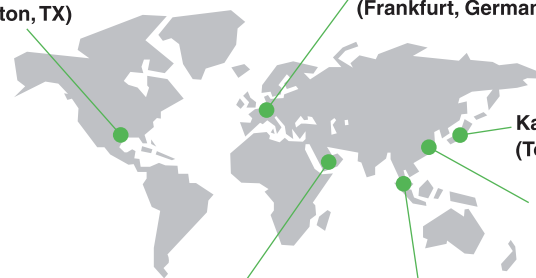 ton, TX)
(Frankfurt, German
Ka
(To